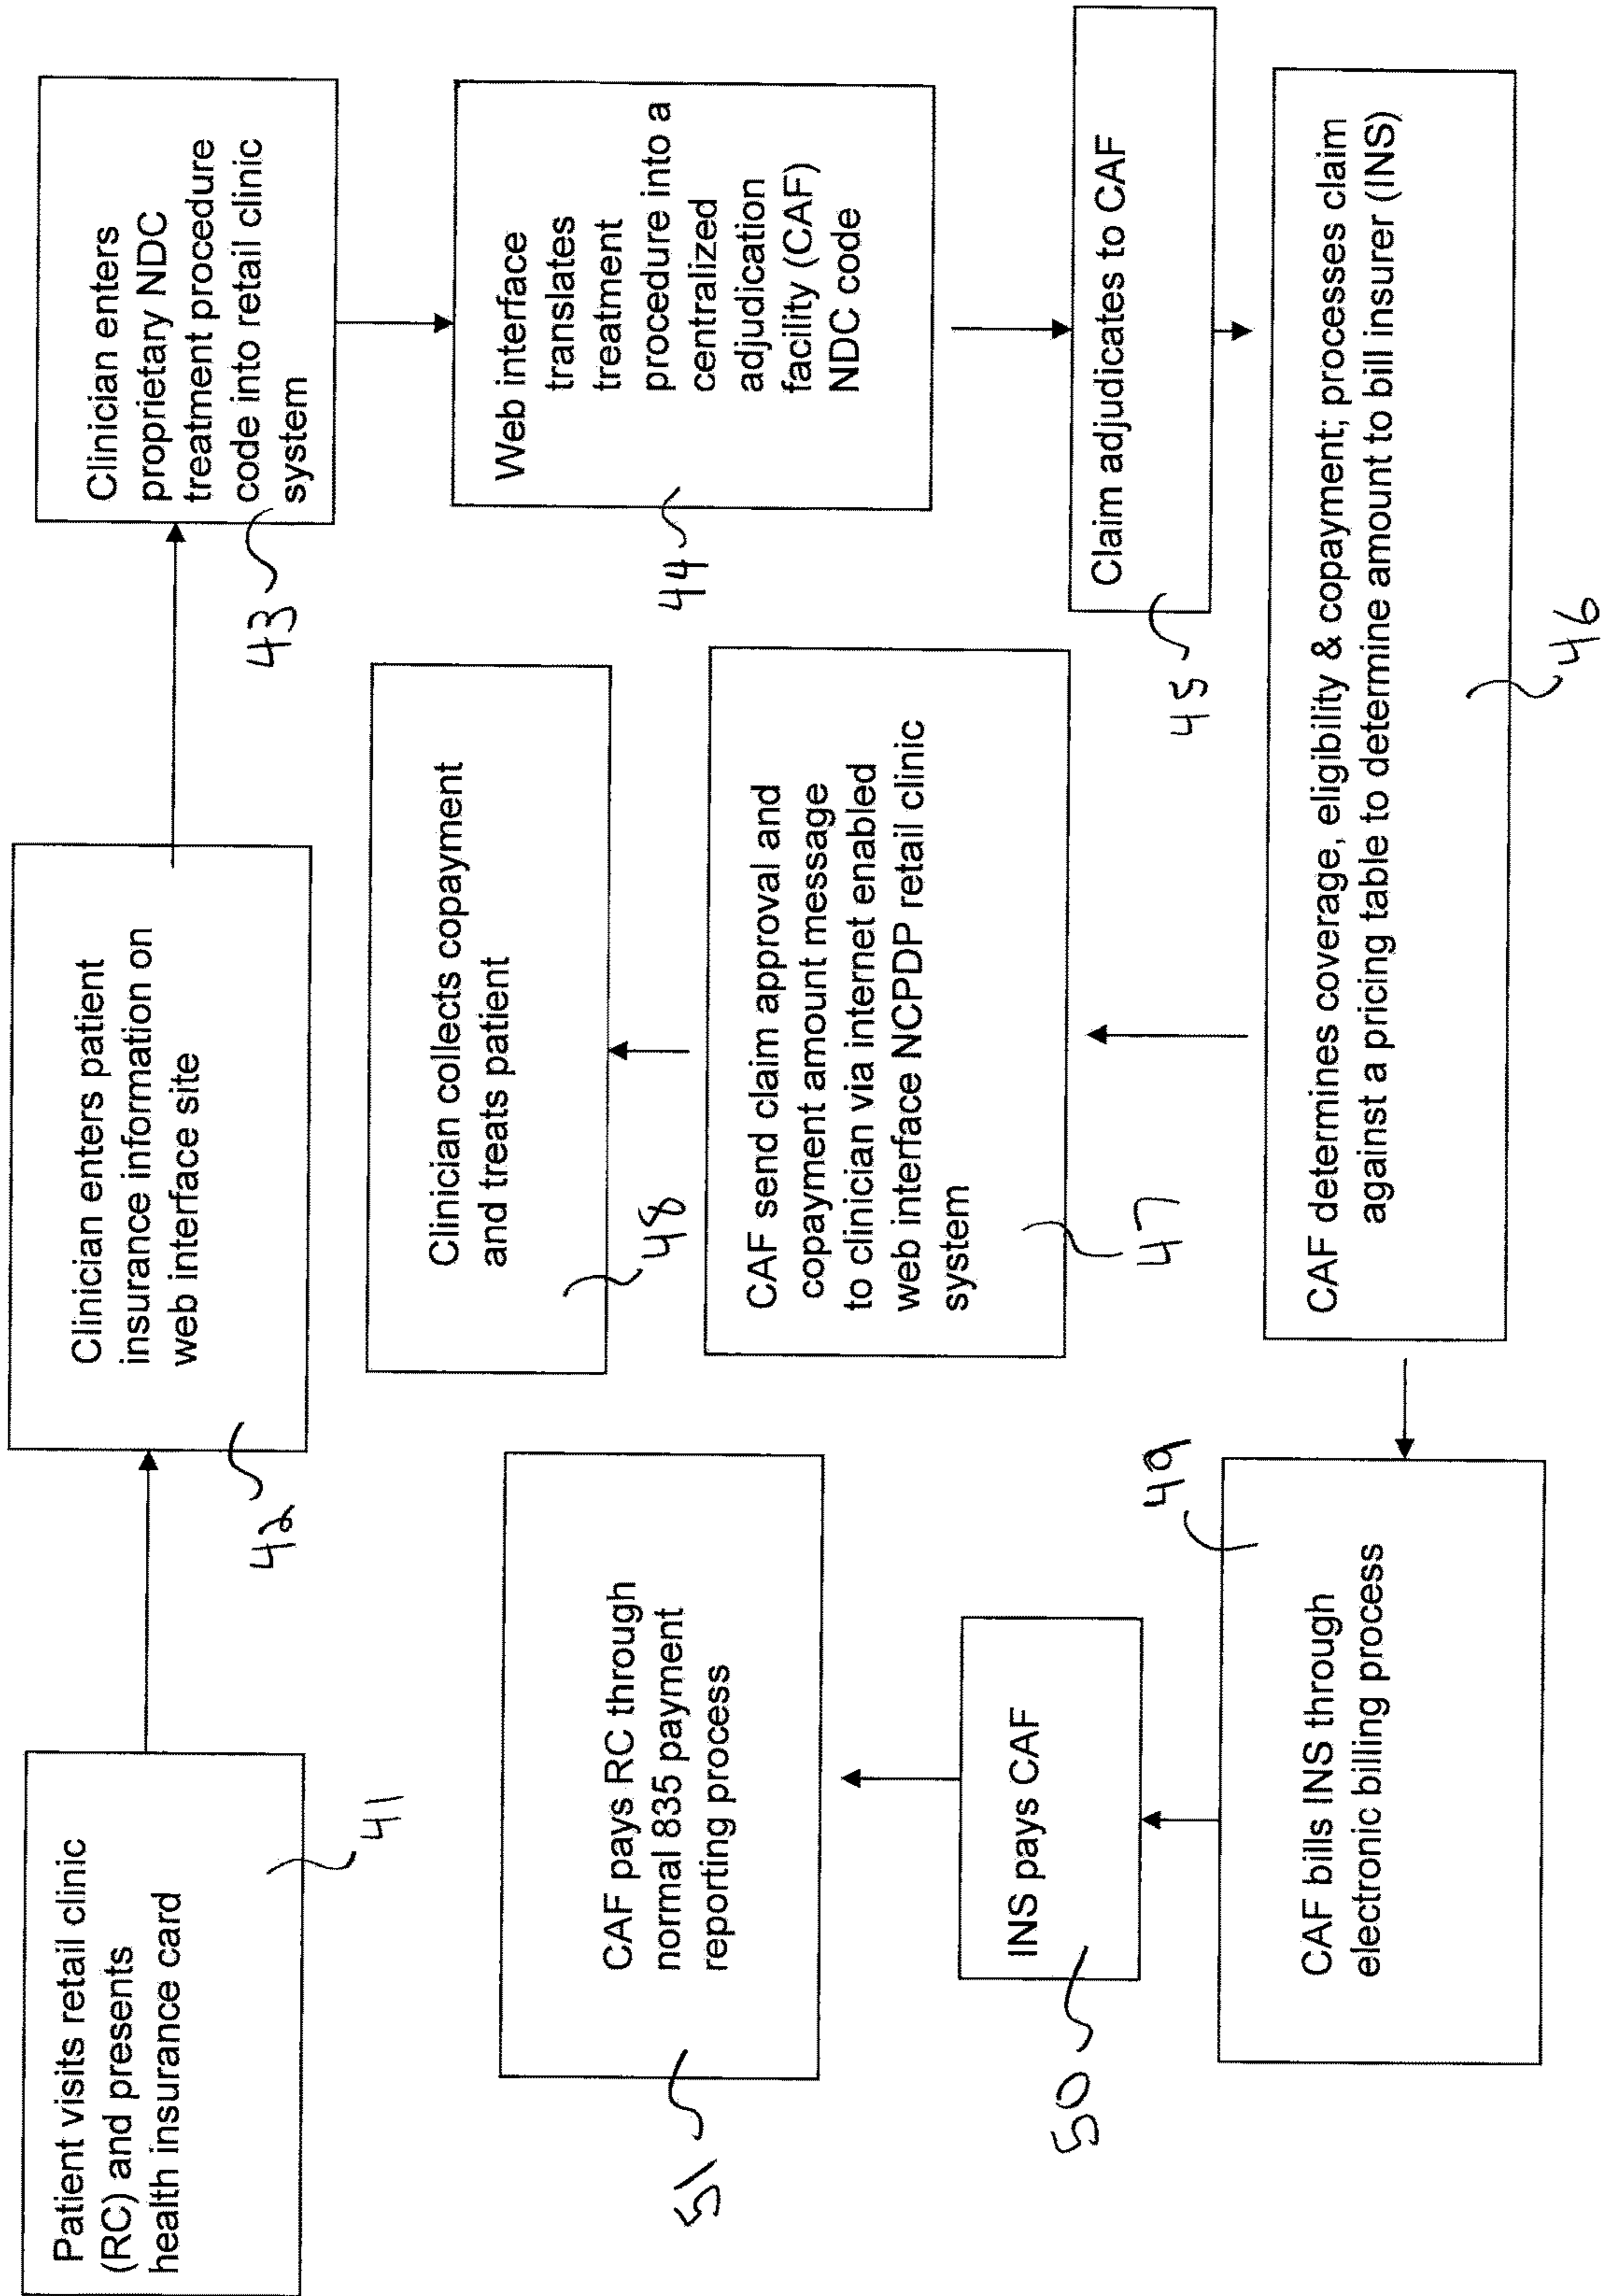 Patient visits retail clinic
(RC) and presents
health insurance card
41
Clinician enters patient
insurance information on
web interface site
42
Clinician enters
proprietary NDC
treatment procedure
code into retail clinic
system
43
Web interface
translates
treatment
procedure into a
centralized
adjudication
facility (CAF)
NDC code
44
Claim adjudicates to CAF
45
CAF determines coverage, eligibility & copayment; processes claim
against a pricing table to determine amount to bill insurer (INS)
46
CAF send claim approval and
copayment amount message
to clinician via internet enabled
web interface NCPDP retail clinic
system
47
Clinician collects copayment
and treats patient
48
CAF bills INS through
electronic billing process
49
INS pays CAF
50
CAF pays RC through
normal 835 payment
reporting process
51